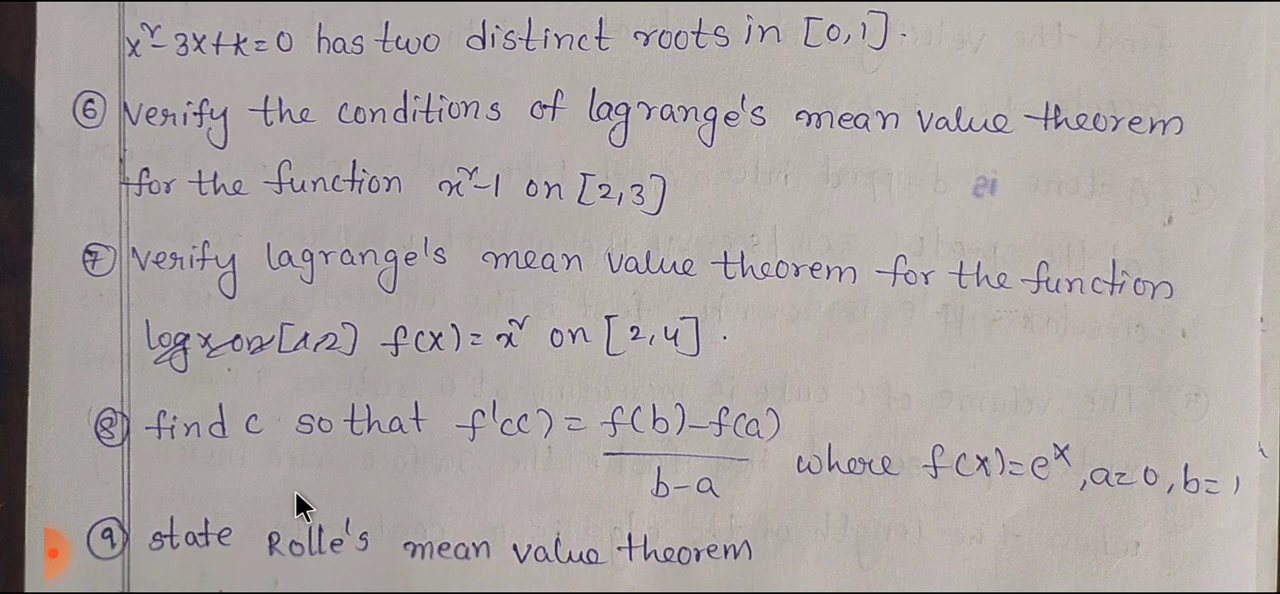 x²-3x+k=0 has two distinct roots in [0,1].
⑥ Verify the conditions of lagrange's mean value theorem
for the function x²-1 on [2,3]
⑦ Verify lagrange's mean value theorem for the function
logx on [1,2] f(x)=x² on [2,4].
⑧ find c so that f'(c) = f(b)-f(a)
b-a
where f(x)=eˣ, a=0, b=1
⑨ state Rolle's mean value theorem